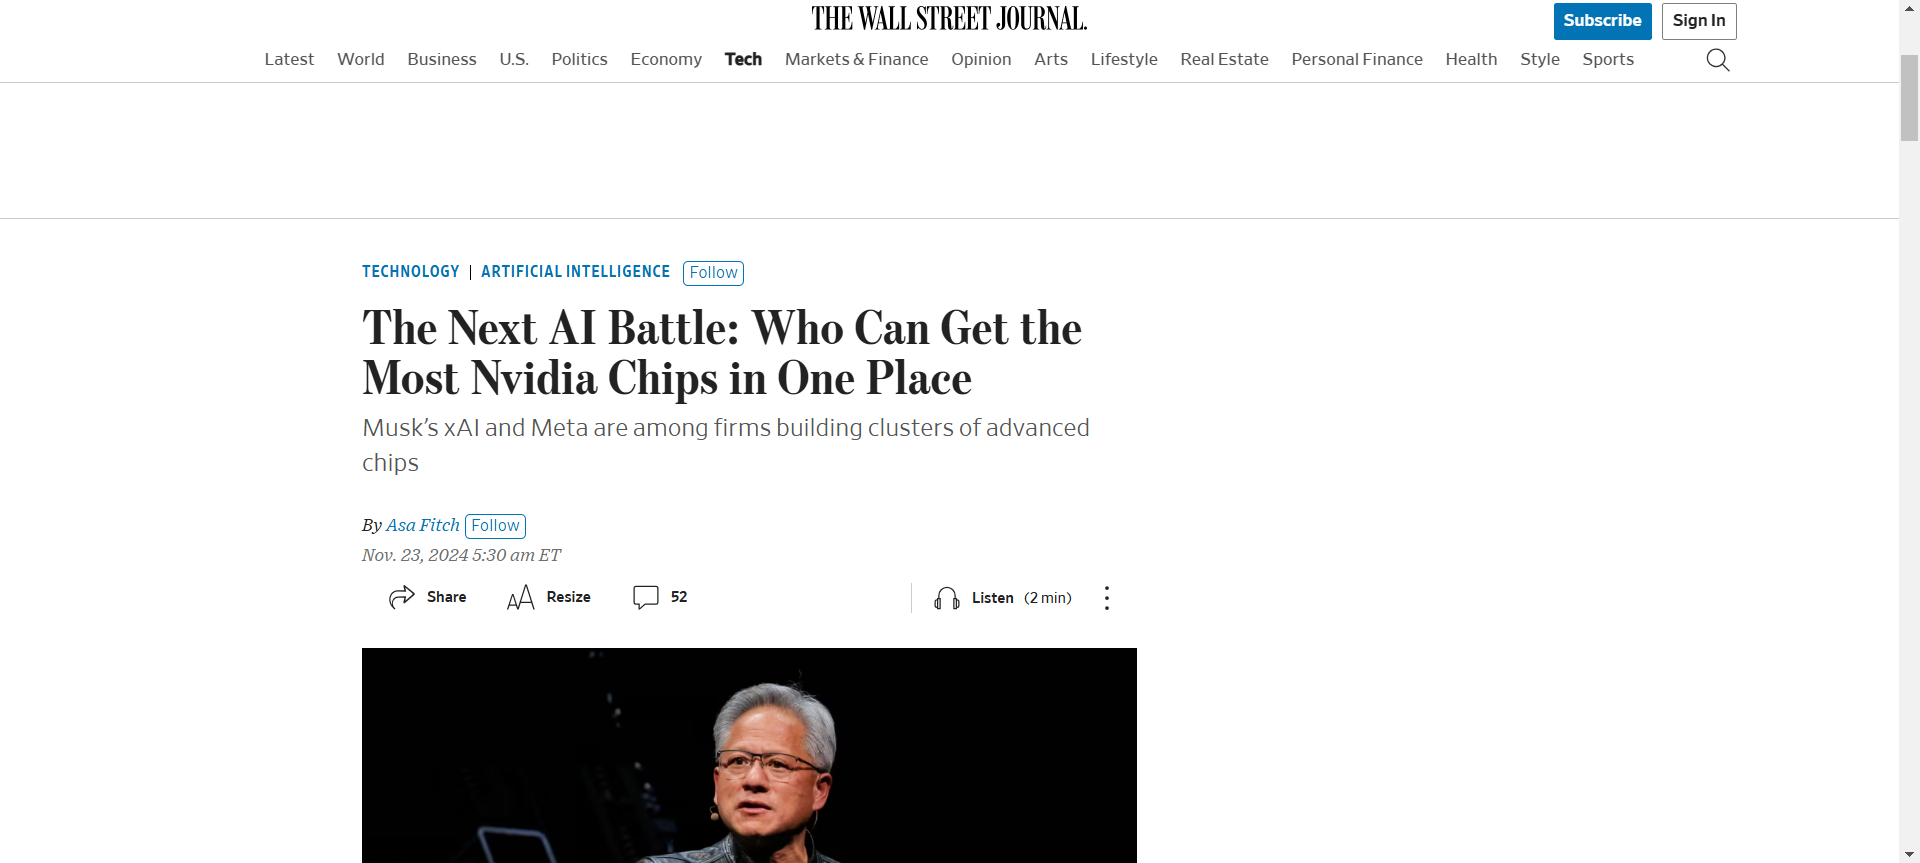 THE WALL STREET JOURNAL.
Subscribe
Sign In
Latest World Business U.S. Politics Economy Tech Markets & Finance Opinion Arts Lifestyle Real Estate Personal Finance Health Style Sports
TECHNOLOGY | ARTIFICIAL INTELLIGENCE Follow
The Next AI Battle: Who Can Get the
Most Nvidia Chips in One Place
Musk’s xAI and Meta are among firms building clusters of advanced
chips
By Asa Fitch Follow
Nov. 23, 2024 5:30 am ET
Share AA Resize 52 Listen (2 min)